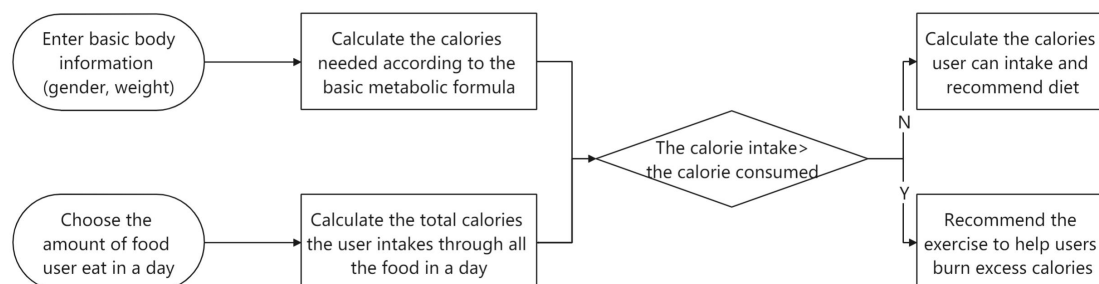 Enter basic body
information
(gender, weight)
Calculate the calories
needed according to the
basic metabolic formula
Choose the
amount of food
user eat in a day
Calculate the total calories
the user intakes through all
the food in a day
The calorie intake>
the calorie consumed
N
Y
Calculate the calories
user can intake and
recommend diet
Recommend the
exercise to help users
burn excess calories